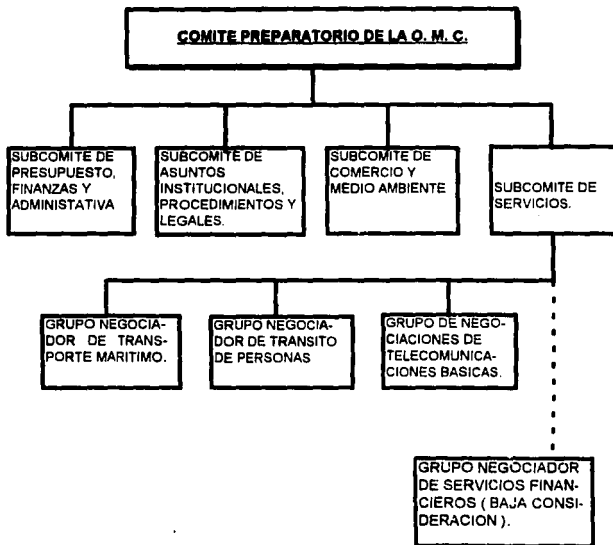 COMITE PREPARATORIO DE LA O. M. C.
SUBCOMITE DE
PRESUPUESTO,
FINANZAS Y
ADMINISTATIVA
SUBCOMITE DE
ASUNTOS
INSTITUCIONALES,
PROCEDIMIENTOS Y
LEGALES.
SUBCOMITE DE
COMERCIO Y
MEDIO AMBIENTE
SUBCOMITE DE
SERVICIOS.
GRUPO NEGOCIA-
DOR DE TRANS-
PORTE MARITIMO.
GRUPO NEGOCIA-
DOR DE TRANSITO
DE PERSONAS
GRUPO DE NEGO-
CIACIONES DE
TELECOMUNICA-
CIONES BASICAS.
GRUPO NEGOCIADOR
DE SERVICIOS FINAN-
CIEROS ( BAJA CONSI-
DERACION ).